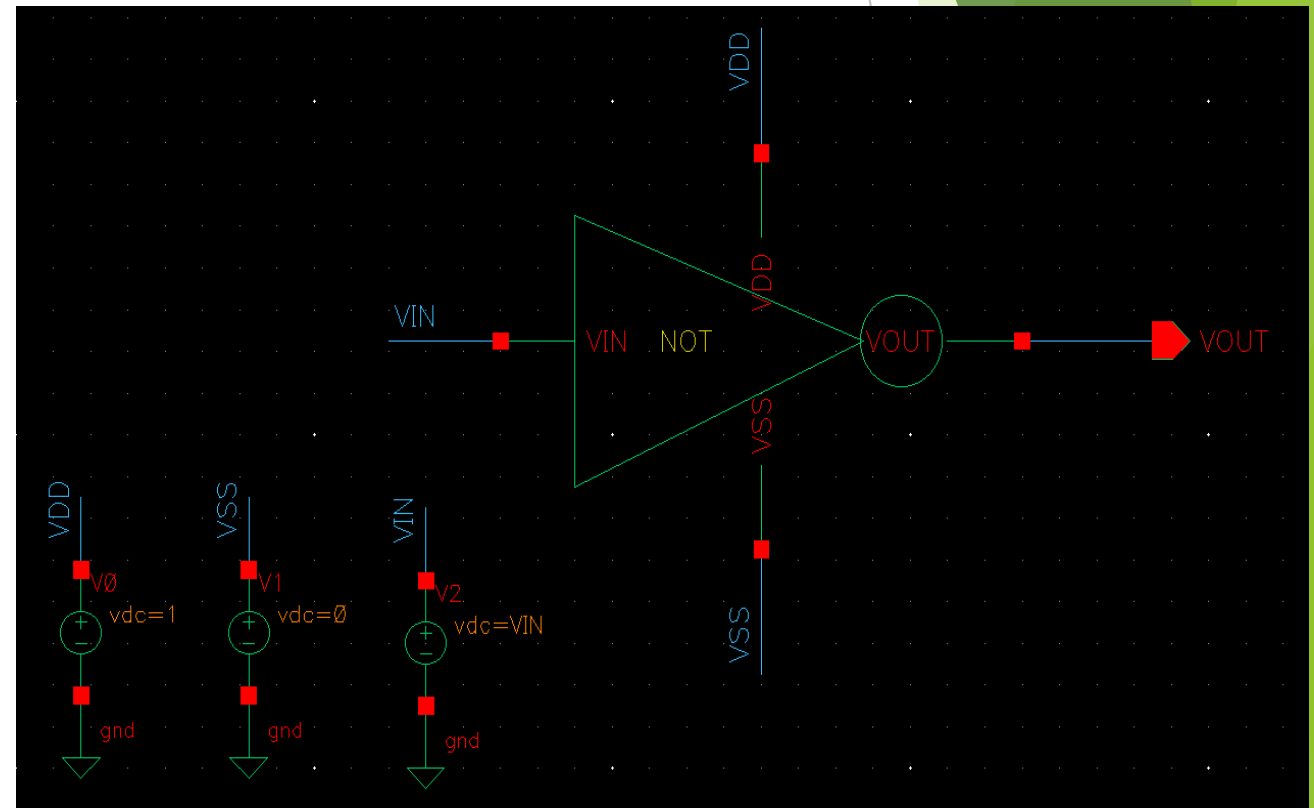 VDD
VDD
VIN
VIN NOT
VOUT
VOUT
VSS
VDD
VSS
VIN
V0
vdc=1
V1
vdc=0
V2
vdc=VIN
VSS
gnd
gnd
gnd